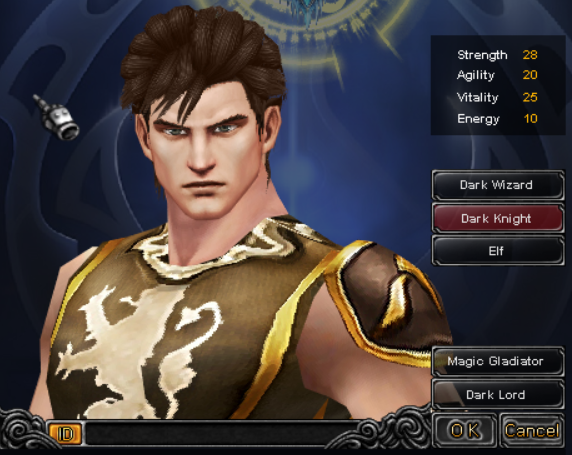 Strength 28
Agility 20
Vitality 25
Energy 10
Dark Wizard
Dark Knight
Elf
Magic Gladiator
Dark Lord
ID
OK
Cancel